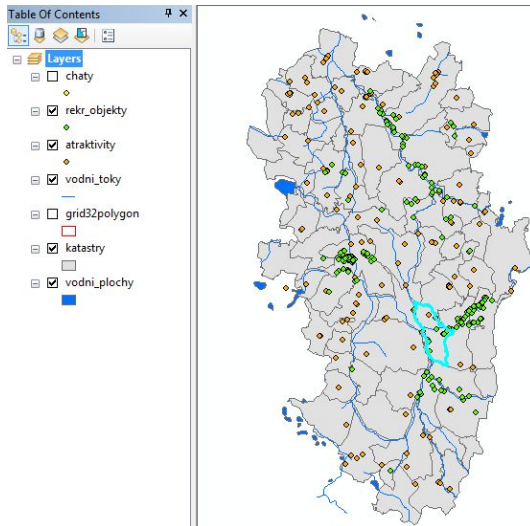 Table Of Contents
Layers
chaty
rekr_objekty
atraktivity
vodni_toky
grid32polygon
katastry
vodni_plochy